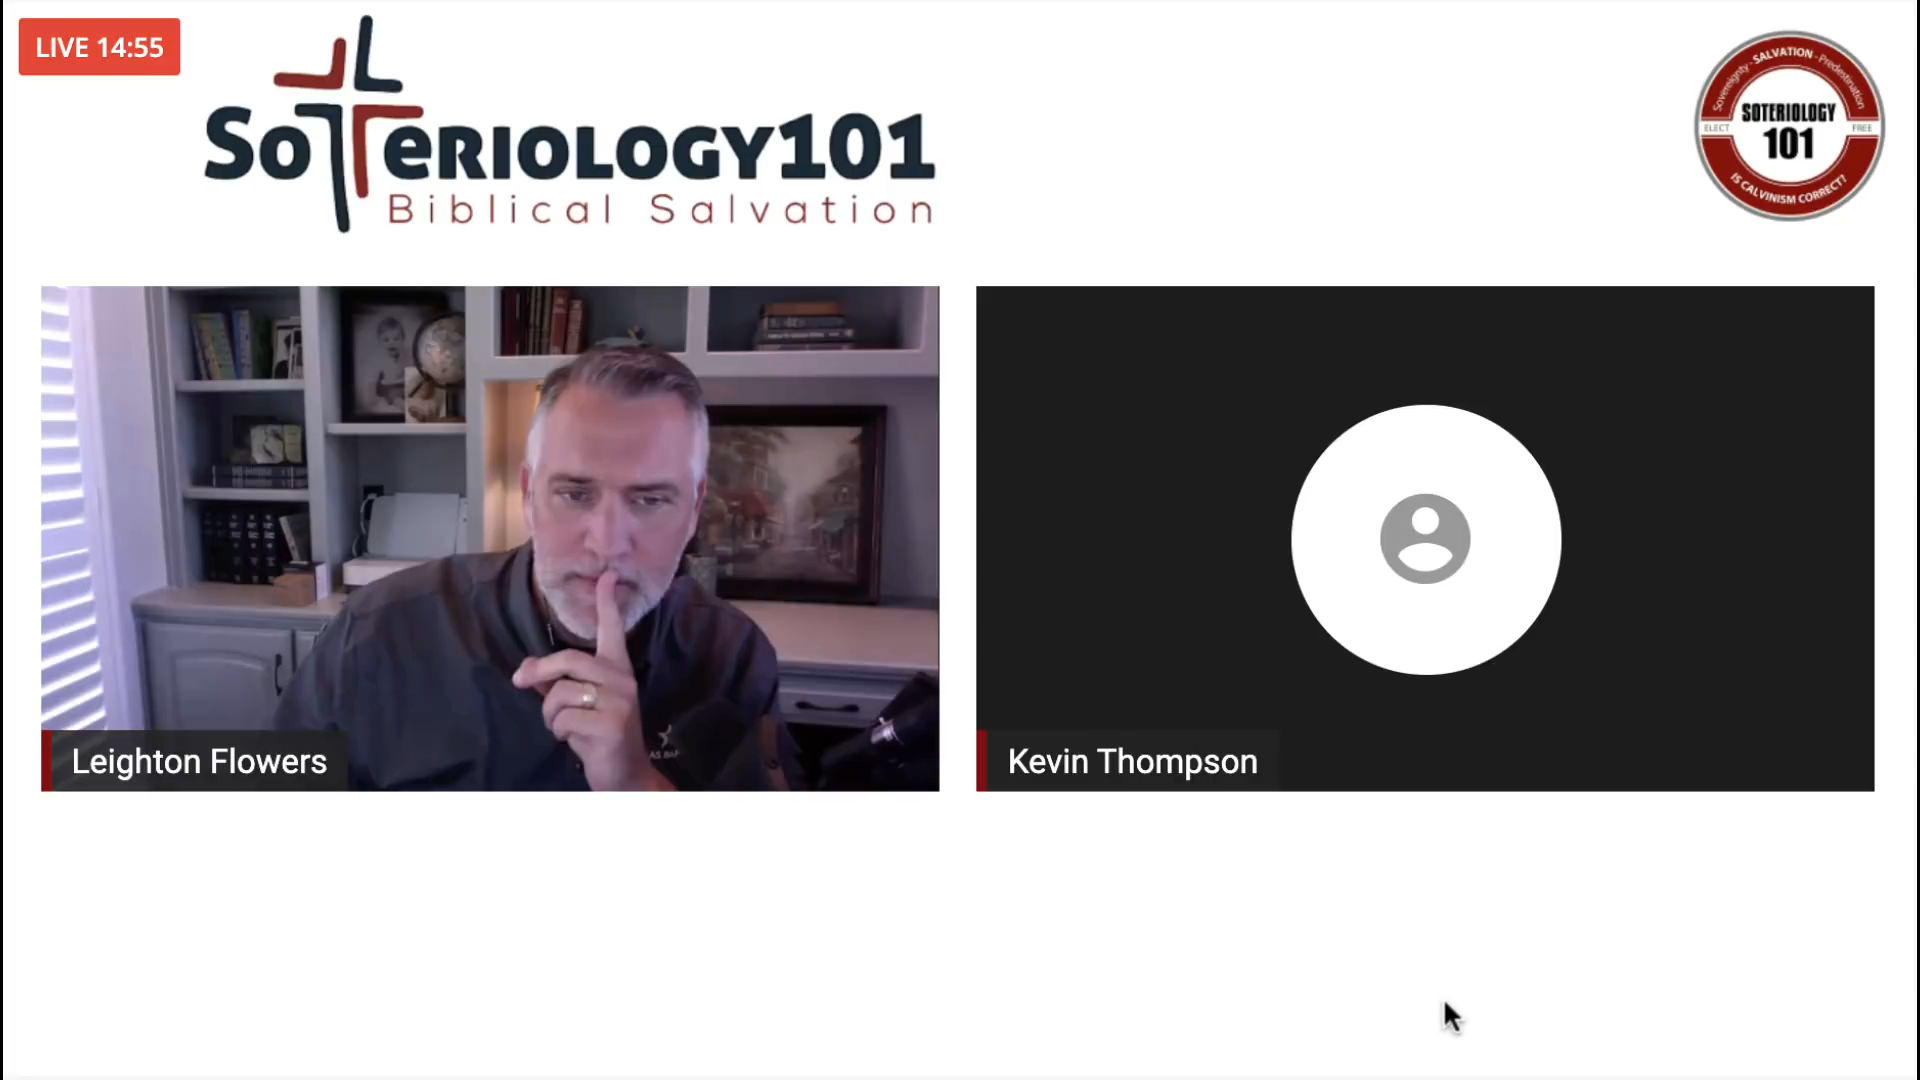 LIVE 14:55
SoTERIOLOGY101
Biblical Salvation
Sovereignty - SALVATION - Predestination
ELECT
SOTERIOLOGY
101
FREE
IS CALVINISM CORRECT?
Leighton Flowers
Kevin Thompson